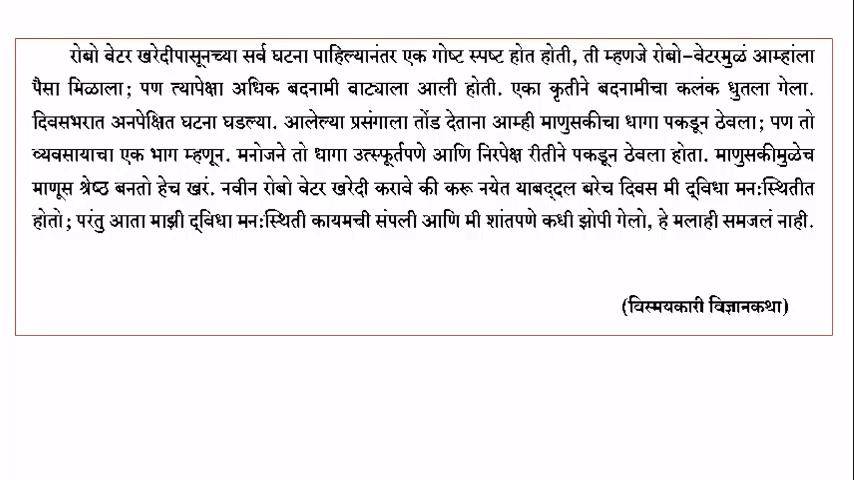 रोबो वेटर खरेदीपासूनच्या सर्व घटना पाहिल्यानंतर एक गोष्ट स्पष्ट होत होती, ती म्हणजे रोबो-वेटरमुळं आम्हांला
पैसा मिळाला; पण त्यापेक्षा अधिक बदनामी वाट्याला आली होती. एका कृतीने बदनामीचा कलंक धुतला गेला.
दिवसभरात अनपेक्षित घटना घडल्या. आलेल्या प्रसंगाला तोंड देताना आम्ही माणुसकीचा धागा पकडून ठेवला; पण तो
व्यवसायाचा एक भाग म्हणून. मनोजने तो धागा उत्स्फूर्तपणे आणि निरपेक्ष रीतीने पकडून ठेवला होता. माणुसकीमुळेच
माणूस श्रेष्ठ बनतो हेच खरं. नवीन रोबो वेटर खरेदी करावे की करू नयेत याबद्दल बरेच दिवस मी द्विधा मन:स्थितीत
होतो; परंतु आता माझी द्विधा मन:स्थिती कायमची संपली आणि मी शांतपणे कधी झोपी गेलो, हे मलाही समजलं नाही.
(विस्मयकारी विज्ञानकथा)